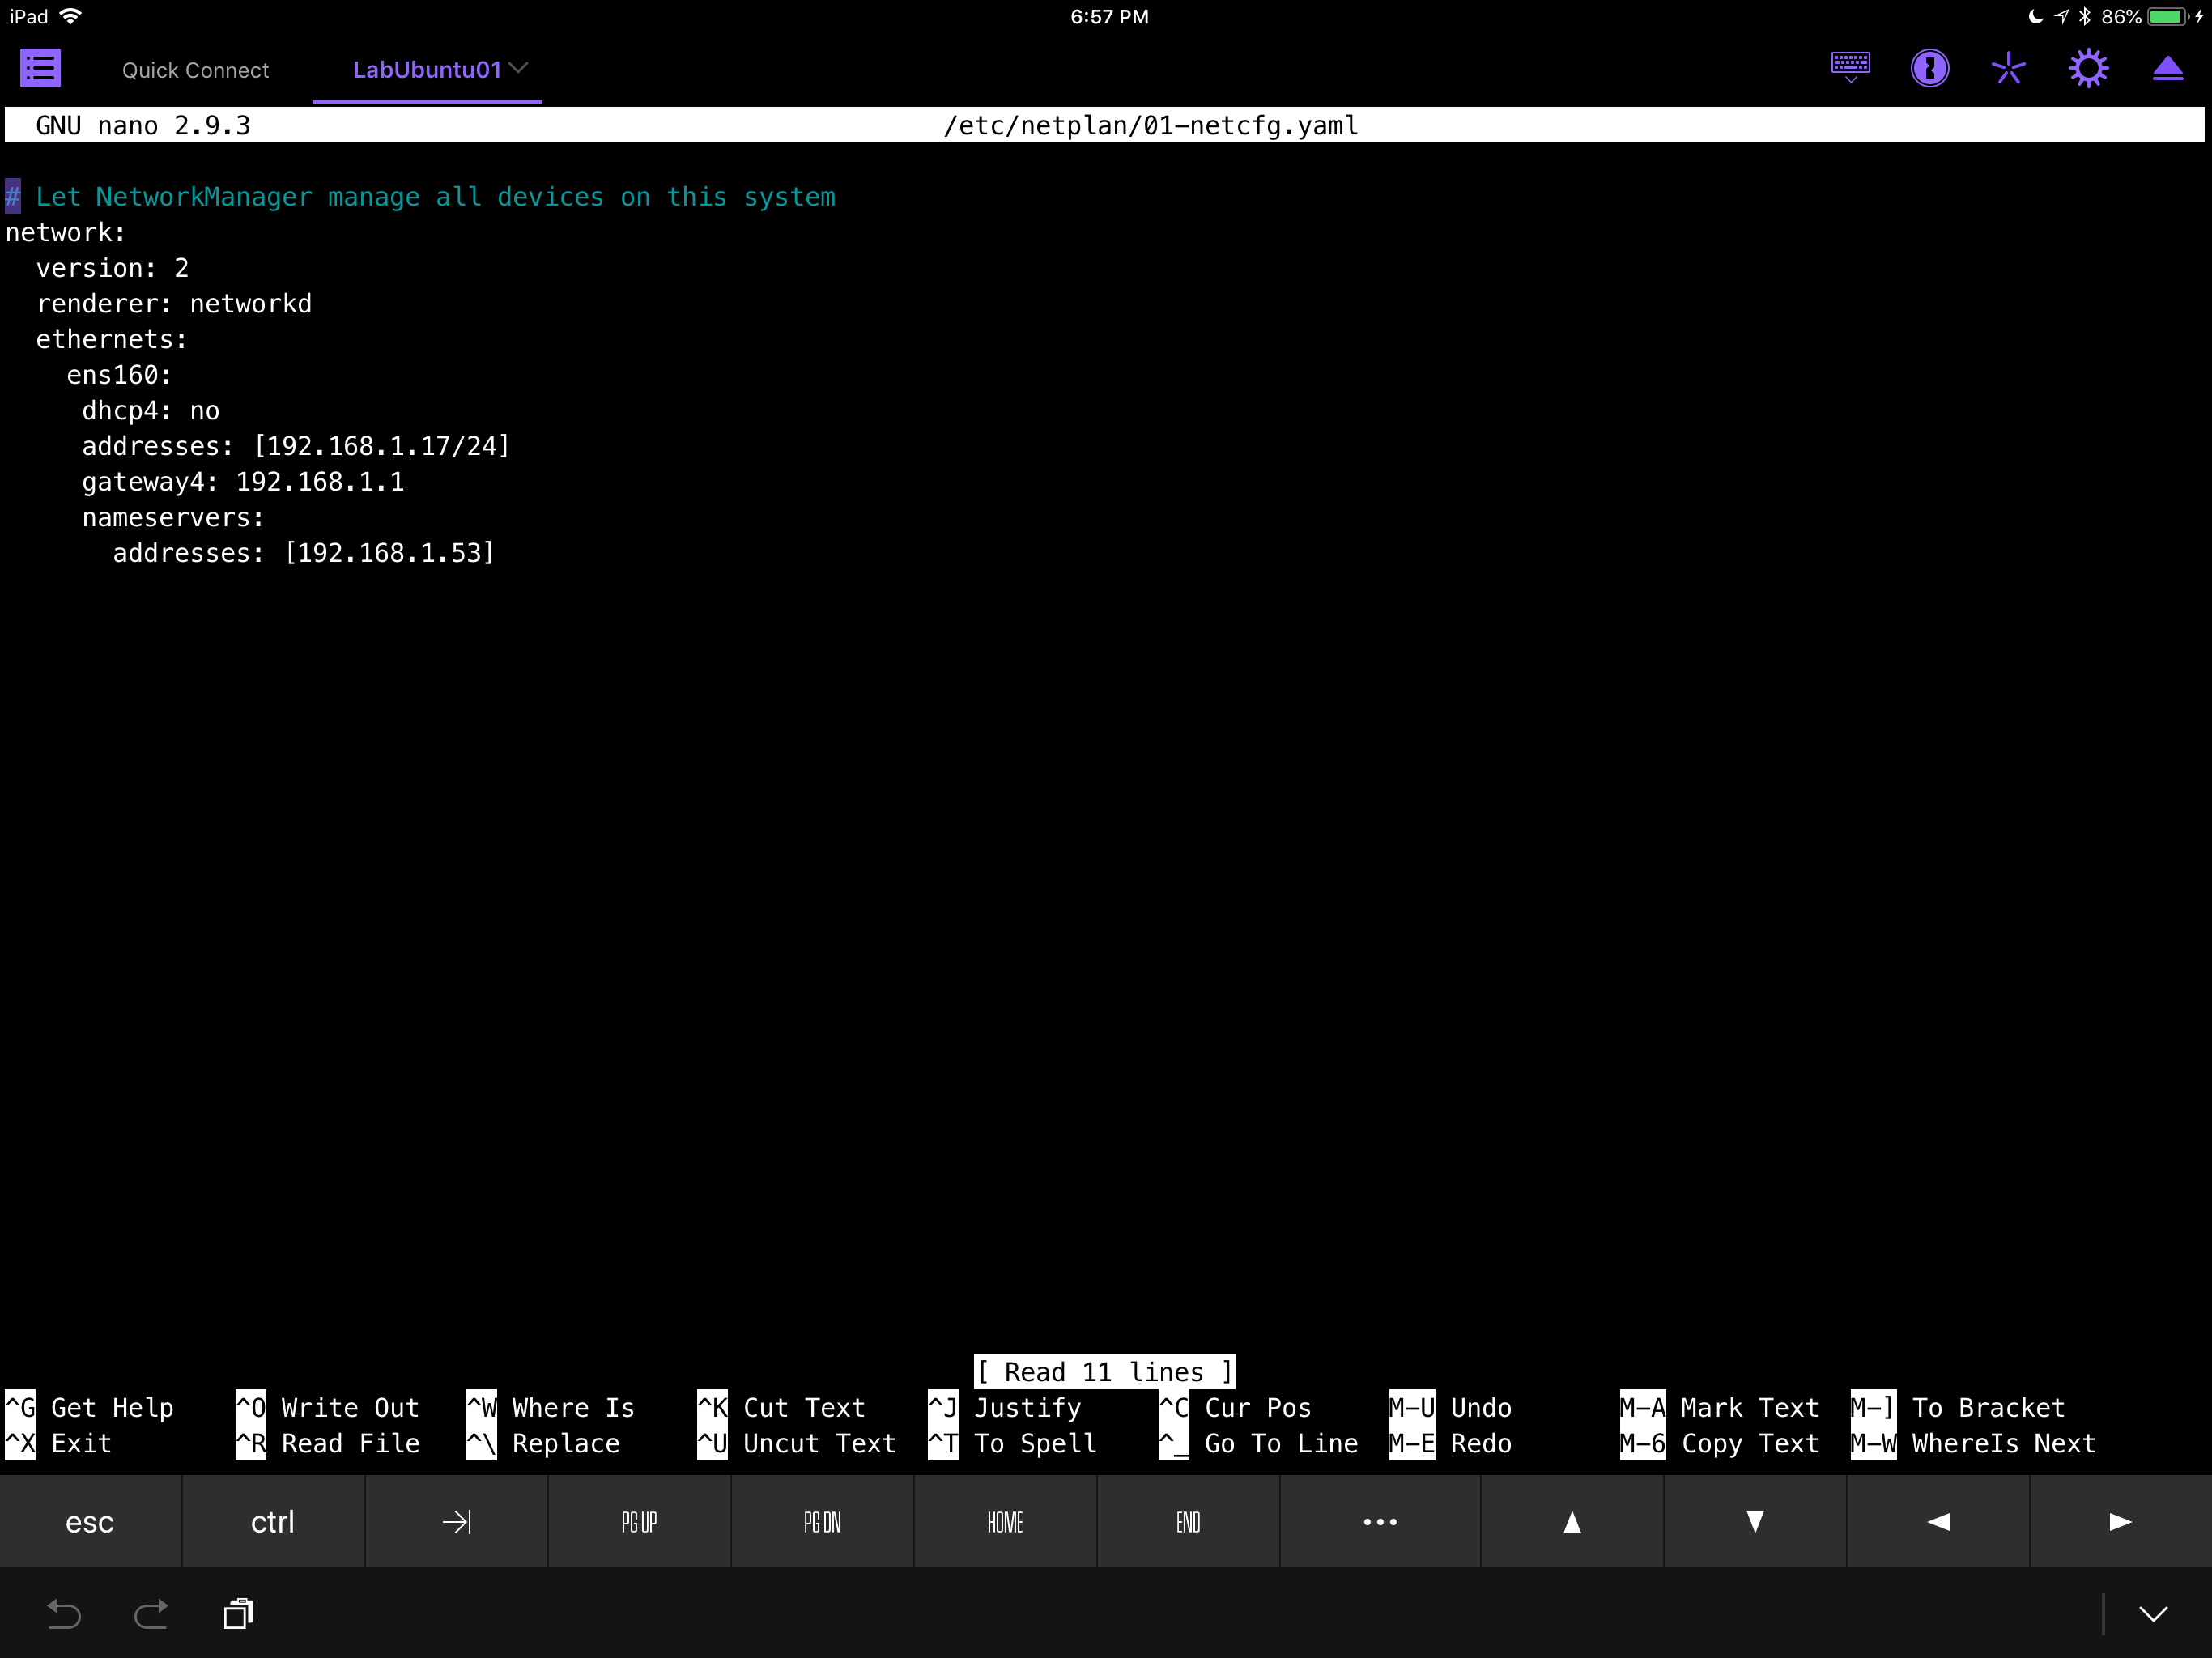 iPad 6:57 PM 86%
Quick Connect LabUbuntu01
GNU nano 2.9.3 /etc/netplan/01-netcfg.yaml
# Let NetworkManager manage all devices on this system
network:
  version: 2
  renderer: networkd
  ethernets:
    ens160:
     dhcp4: no
     addresses: [192.168.1.17/24]
     gateway4: 192.168.1.1
     nameservers:
       addresses: [192.168.1.53]
[ Read 11 lines ]
^G Get Help ^O Write Out ^W Where Is ^K Cut Text ^J Justify ^C Cur Pos M-U Undo M-A Mark Text M-] To Bracket
^X Exit ^R Read File ^\ Replace ^U Uncut Text ^T To Spell ^_ Go To Line M-E Redo M-6 Copy Text M-W WhereIs Next
esc ctrl PG UP PG DN HOME END •••